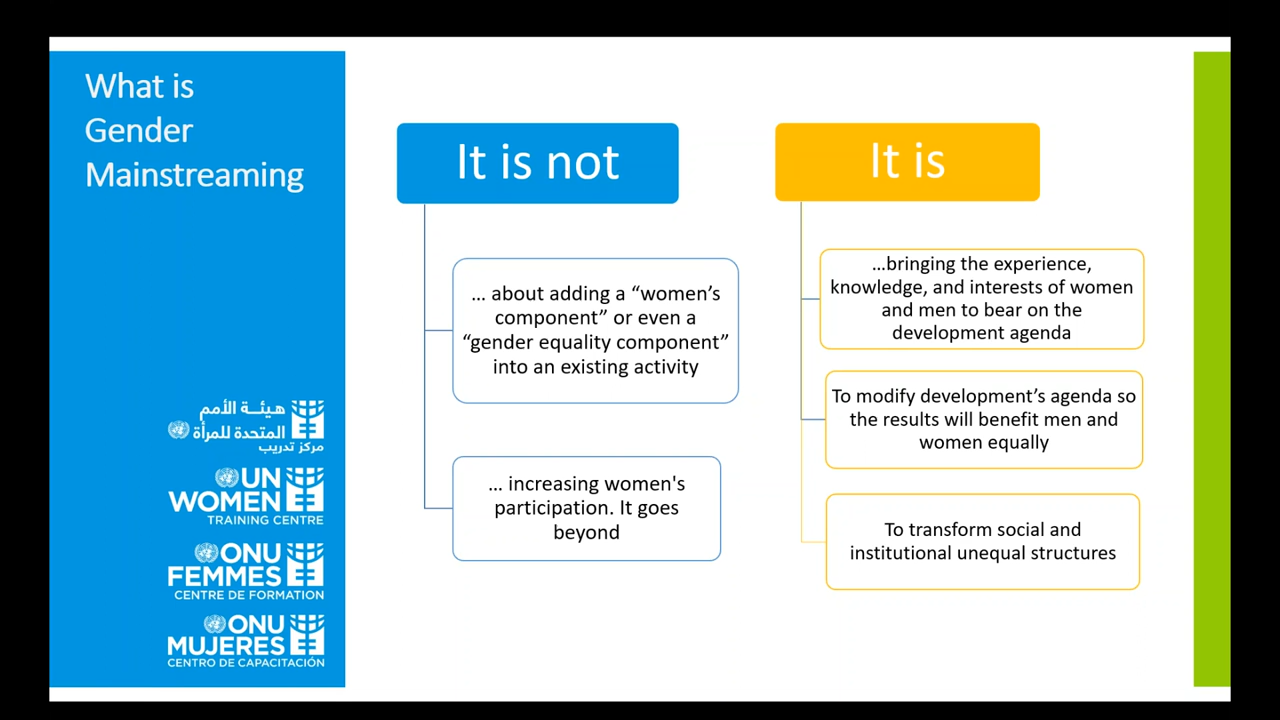 What is
Gender
Mainstreaming
هيئة الأمم
المتحدة للمرأة
مركز تدريب
UN
WOMEN
TRAINING CENTRE
ONU
FEMMES
CENTRE DE FORMATION
ONU
MUJERES
CENTRO DE CAPACITACIÓN
It is not
... about adding a “women’s
component” or even a
“gender equality component”
into an existing activity
... increasing women's
participation. It goes
beyond
It is
...bringing the experience,
knowledge, and interests of women
and men to bear on the
development agenda
To modify development’s agenda so
the results will benefit men and
women equally
To transform social and
institutional unequal structures